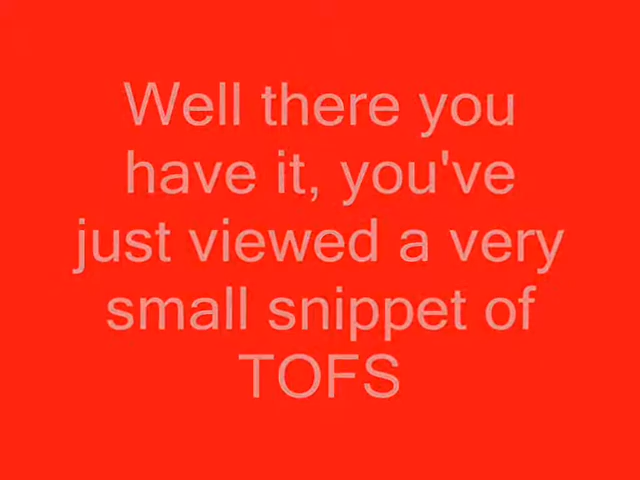 Well there you
have it, you've
just viewed a very
small snippet of
TOFS